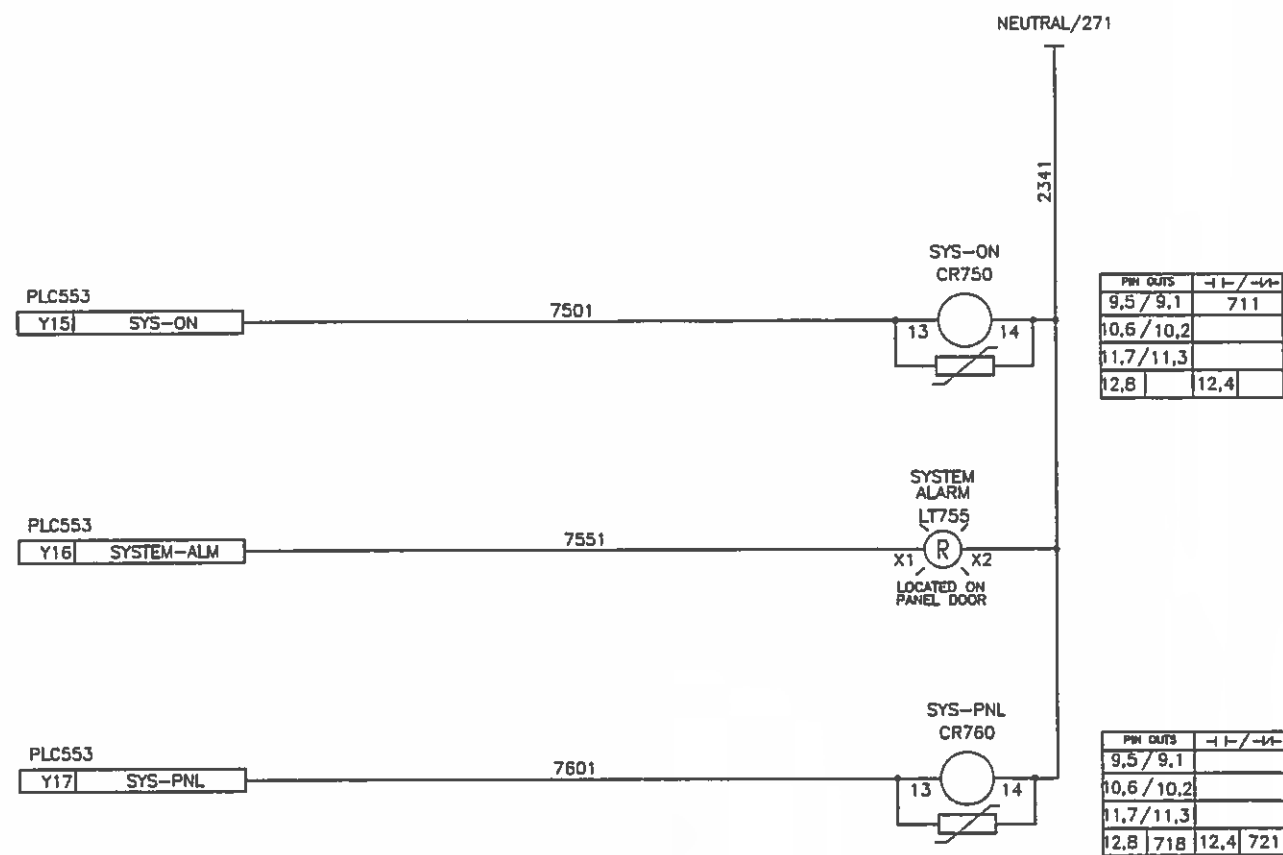 NEUTRAL/271
2341
SYS-ON
CR750
PLC553
Y15 SYS-ON
7501
13 14
PIN OUTS
9,5 / 9,1 711
10,6 / 10,2
11,7 / 11,3
12,8 12,4
SYSTEM
ALARM
LT755
PLC553
Y16 SYSTEM-ALM
7551
X1 R X2
LOCATED ON
PANEL DOOR
SYS-PNL
CR760
PLC553
Y17 SYS-PNL
7601
13 14
PIN OUTS
9,5 / 9,1
10,6 / 10,2
11,7 / 11,3
12,8 718 12,4 721